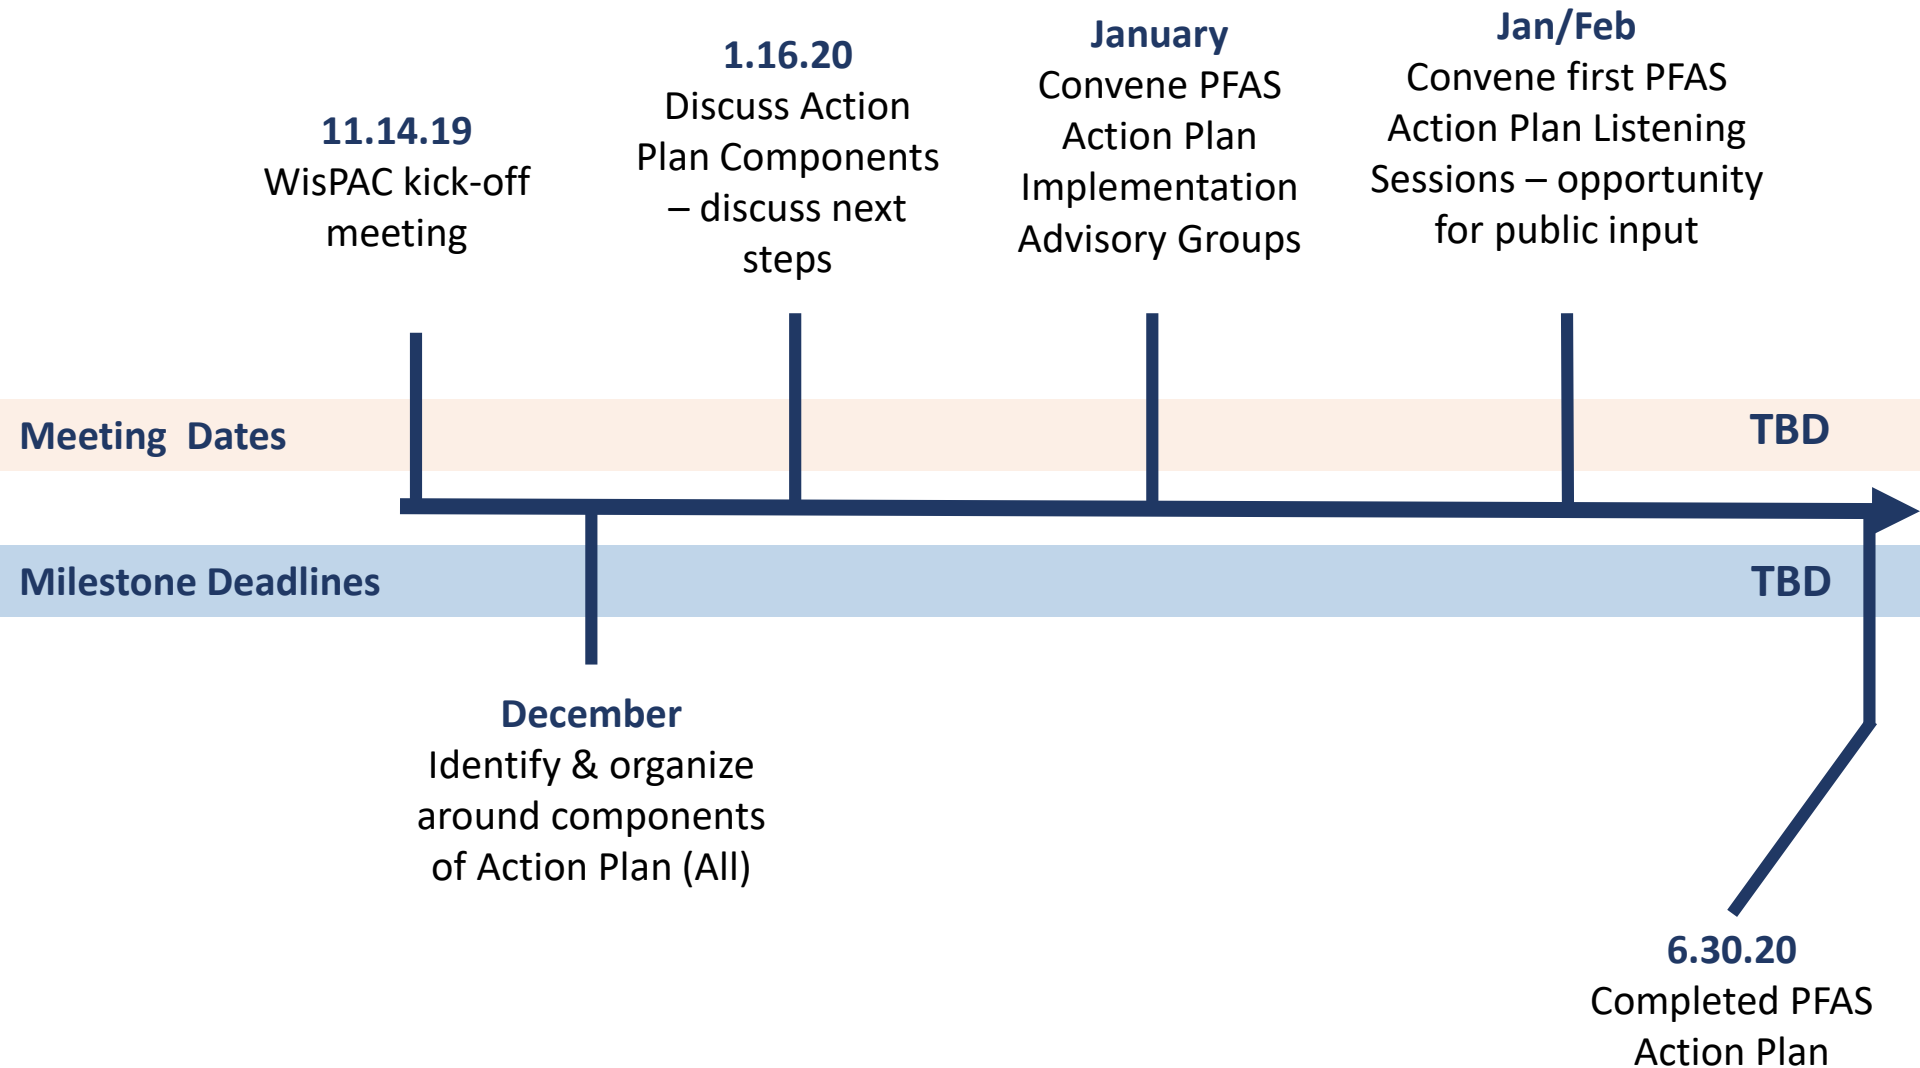 11.14.19
WisPAC kick-off
meeting
1.16.20
Discuss Action
Plan Components
– discuss next
steps
January
Convene PFAS
Action Plan
Implementation
Advisory Groups
Jan/Feb
Convene first PFAS
Action Plan Listening
Sessions – opportunity
for public input
Meeting Dates
TBD
Milestone Deadlines
TBD
December
Identify & organize
around components
of Action Plan (All)
6.30.20
Completed PFAS
Action Plan